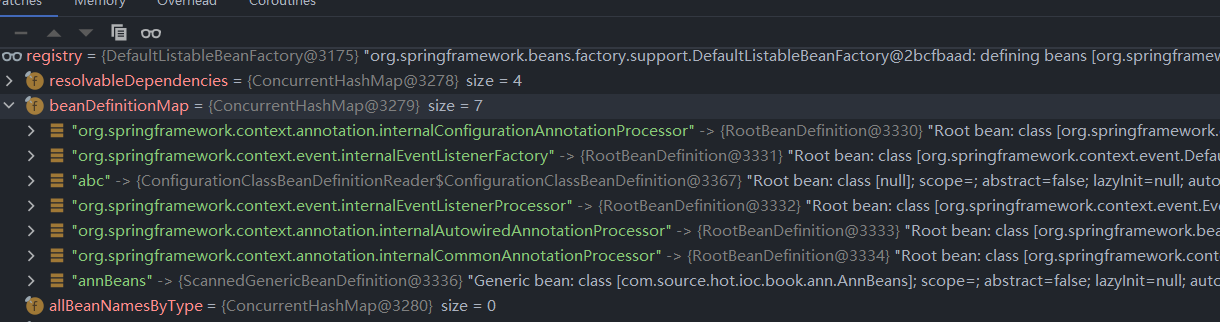 Memory Overhead Coroutines
registry = {DefaultListableBeanFactory@3175} "org.springframework.beans.factory.support.DefaultListableBeanFactory@2bcfbaad: defining beans [org.springframew
resolvableDependencies = {ConcurrentHashMap@3278} size = 4
beanDefinitionMap = {ConcurrentHashMap@3279} size = 7
"org.springframework.context.annotation.internalConfigurationAnnotationProcessor" -> {RootBeanDefinition@3330} "Root bean: class [org.springframework.
"org.springframework.context.event.internalEventListenerFactory" -> {RootBeanDefinition@3331} "Root bean: class [org.springframework.context.event.Defau
"abc" -> {ConfigurationClassBeanDefinitionReader$ConfigurationClassBeanDefinition@3367} "Root bean: class [null]; scope=; abstract=false; lazyInit=null; auto
"org.springframework.context.event.internalEventListenerProcessor" -> {RootBeanDefinition@3332} "Root bean: class [org.springframework.context.event.Eve
"org.springframework.context.annotation.internalAutowiredAnnotationProcessor" -> {RootBeanDefinition@3333} "Root bean: class [org.springframework.bea
"org.springframework.context.annotation.internalCommonAnnotationProcessor" -> {RootBeanDefinition@3334} "Root bean: class [org.springframework.conte
"annBeans" -> {ScannedGenericBeanDefinition@3336} "Generic bean: class [com.source.hot.ioc.book.ann.AnnBeans]; scope=; abstract=false; lazyInit=null; au
allBeanNamesByType = {ConcurrentHashMap@3280} size = 0